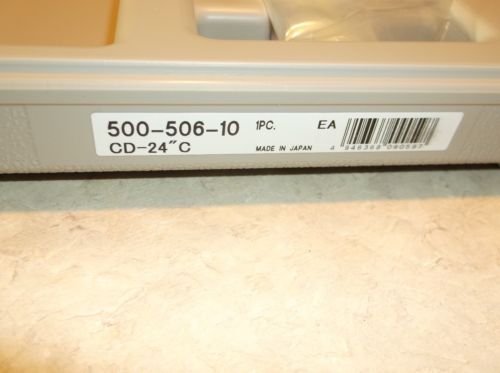 500-506-10 1PC. EA
CD-24"C MADE IN JAPAN